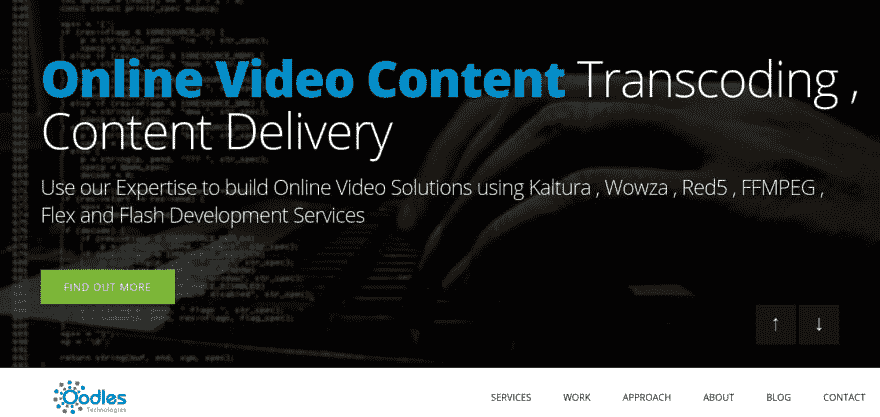 Online Video Content Transcoding ,
Content Delivery
Use our Expertise to build Online Video Solutions using Kaltura , Wowza , Red5 , FFMPEG ,
Flex and Flash Development Services
FIND OUT MORE
↑ ↓
Oodles
Technologies
SERVICES WORK APPROACH ABOUT BLOG CONTACT